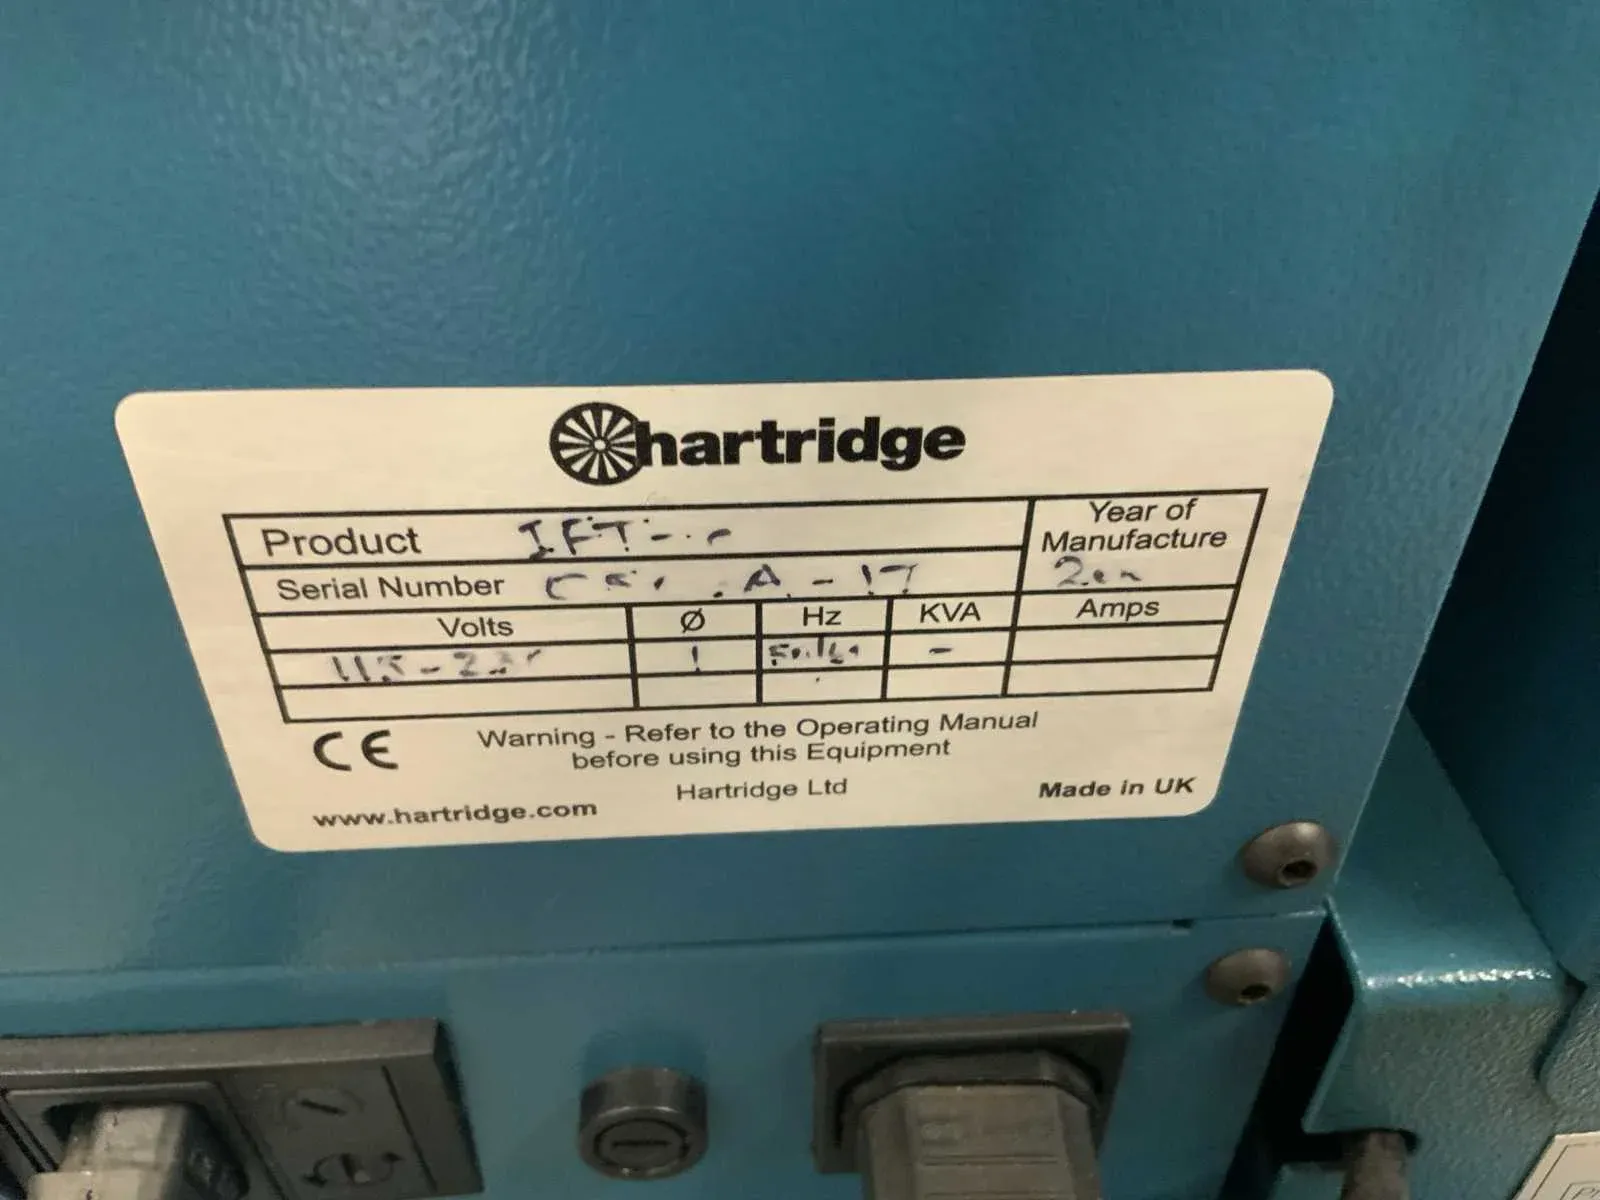 hartridge
Product
Year of
Manufacture
Serial Number
Volts Ø Hz KVA Amps
1 -
CE
Warning - Refer to the Operating Manual
before using this Equipment
Hartridge Ltd
www.hartridge.com
Made in UK